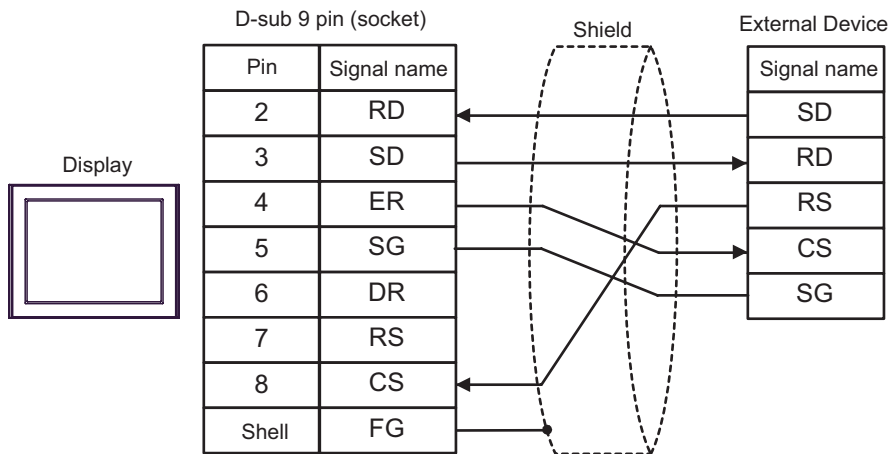 D-sub 9 pin (socket)
Shield
External Device
Display
Pin Signal name
2 RD
3 SD
4 ER
5 SG
6 DR
7 RS
8 CS
Shell FG
Signal name
SD
RD
RS
CS
SG